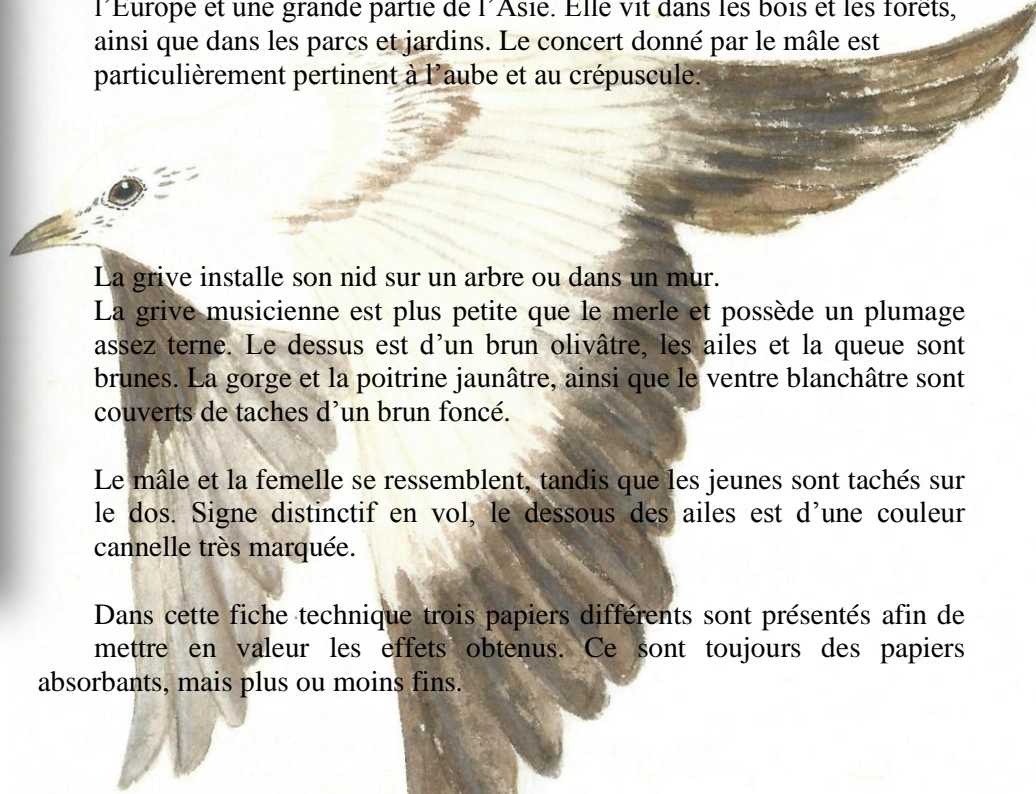 l’Europe et une grande partie de l’Asie. Elle vit dans les bois et les forêts,
ainsi que dans les parcs et jardins. Le concert donné par le mâle est
particulièrement pertinent à l’aube et au crépuscule.
La grive installe son nid sur un arbre ou dans un mur.
La grive musicienne est plus petite que le merle et possède un plumage
assez terne. Le dessus est d’un brun olivâtre, les ailes et la queue sont
brunes. La gorge et la poitrine jaunâtre, ainsi que le ventre blanchâtre sont
couverts de taches d’un brun foncé.
Le mâle et la femelle se ressemblent, tandis que les jeunes sont tachés sur
le dos. Signe distinctif en vol, le dessous des ailes est d’une couleur
cannelle très marquée.
Dans cette fiche technique trois papiers différents sont présentés afin de
mettre en valeur les effets obtenus. Ce sont toujours des papiers
absorbants, mais plus ou moins fins.